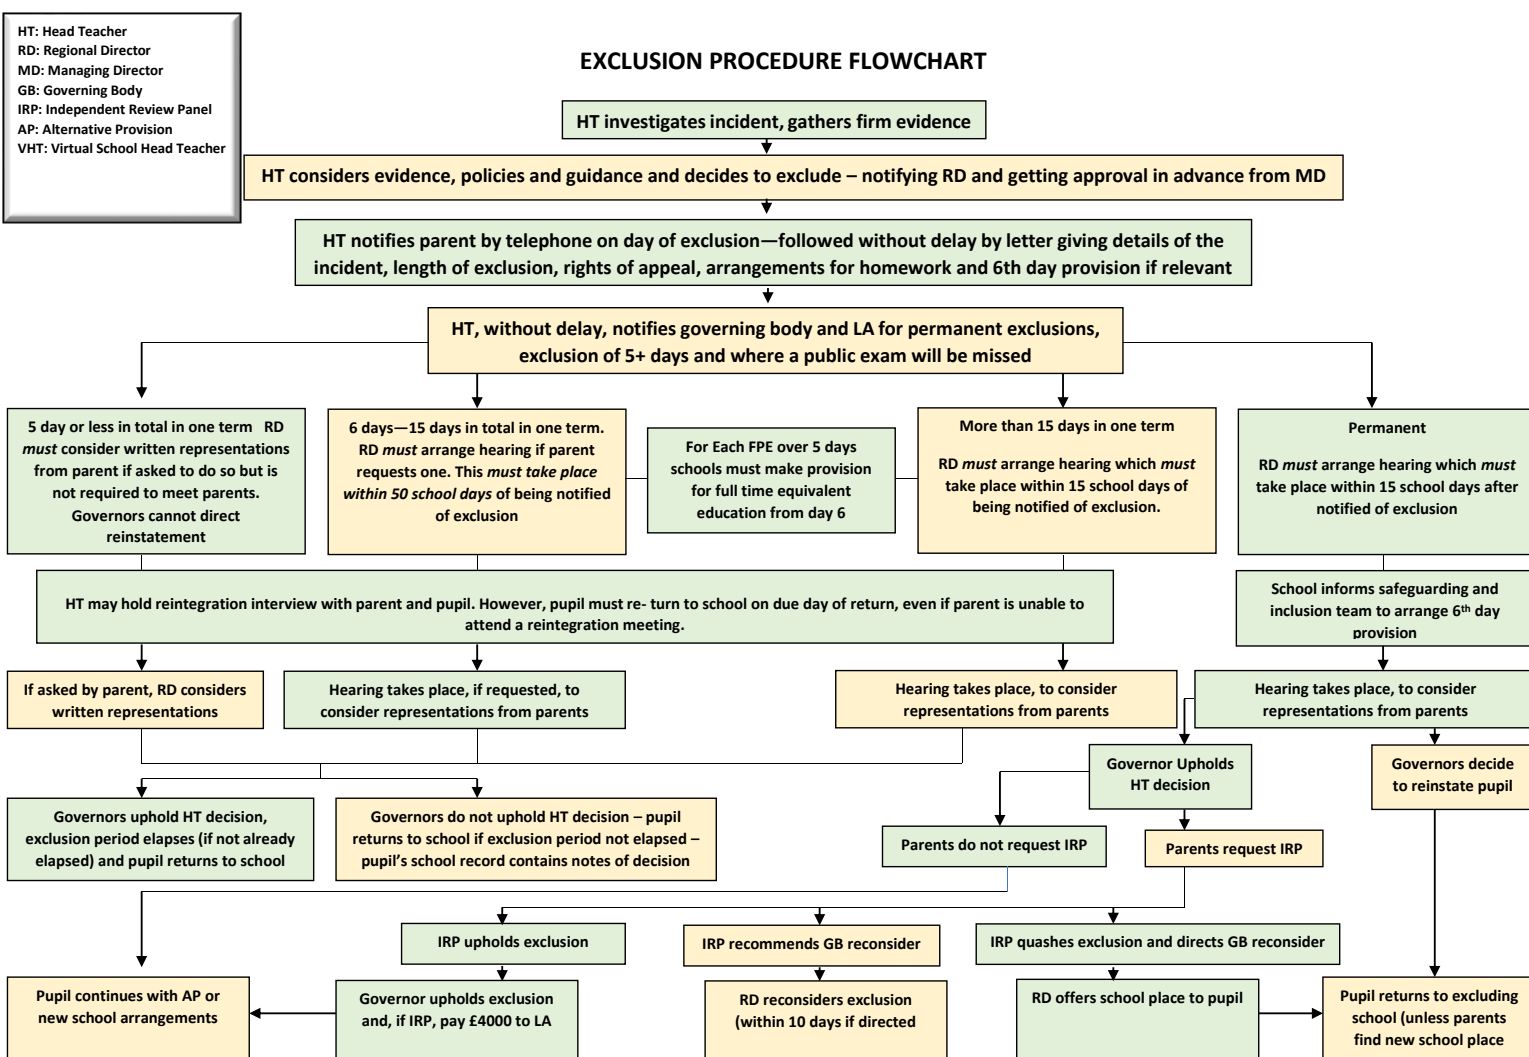 HT: Head Teacher
RD: Regional Director
MD: Managing Director
GB: Governing Body
IRP: Independent Review Panel
AP: Alternative Provision
VHT: Virtual School Head Teacher
EXCLUSION PROCEDURE FLOWCHART
HT investigates incident, gathers firm evidence
HT considers evidence, policies and guidance and decides to exclude – notifying RD and getting approval in advance from MD
HT notifies parent by telephone on day of exclusion—followed without delay by letter giving details of the
incident, length of exclusion, rights of appeal, arrangements for homework and 6th day provision if relevant
HT, without delay, notifies governing body and LA for permanent exclusions,
exclusion of 5+ days and where a public exam will be missed
5 day or less in total in one term RD
must consider written representations
from parent if asked to do so but is
not required to meet parents.
Governors cannot direct
reinstatement
6 days—15 days in total in one term.
RD must arrange hearing if parent
requests one. This must take place
within 50 school days of being notified
of exclusion
For Each FPE over 5 days
schools must make provision
for full time equivalent
education from day 6
More than 15 days in one term
RD must arrange hearing which must
take place within 15 school days of
being notified of exclusion.
Permanent
RD must arrange hearing which must
take place within 15 school days after
notified of exclusion
HT may hold reintegration interview with parent and pupil. However, pupil must re- turn to school on due day of return, even if parent is unable to
attend a reintegration meeting.
School informs safeguarding and
inclusion team to arrange 6th day
provision
If asked by parent, RD considers
written representations
Hearing takes place, if requested, to
consider representations from parents
Hearing takes place, to consider
representations from parents
Hearing takes place, to consider
representations from parents
Governor Upholds
HT decision
Governors decide
to reinstate pupil
Governors uphold HT decision,
exclusion period elapses (if not already
elapsed) and pupil returns to school
Governors do not uphold HT decision – pupil
returns to school if exclusion period not elapsed –
pupil's school record contains notes of decision
Parents do not request IRP
Parents request IRP
IRP upholds exclusion
IRP recommends GB reconsider
IRP quashes exclusion and directs GB reconsider
Pupil continues with AP or
new school arrangements
Governor upholds exclusion
and, if IRP, pay £4000 to LA
RD reconsiders exclusion
(within 10 days if directed
RD offers school place to pupil
Pupil returns to excluding
school (unless parents
find new school place